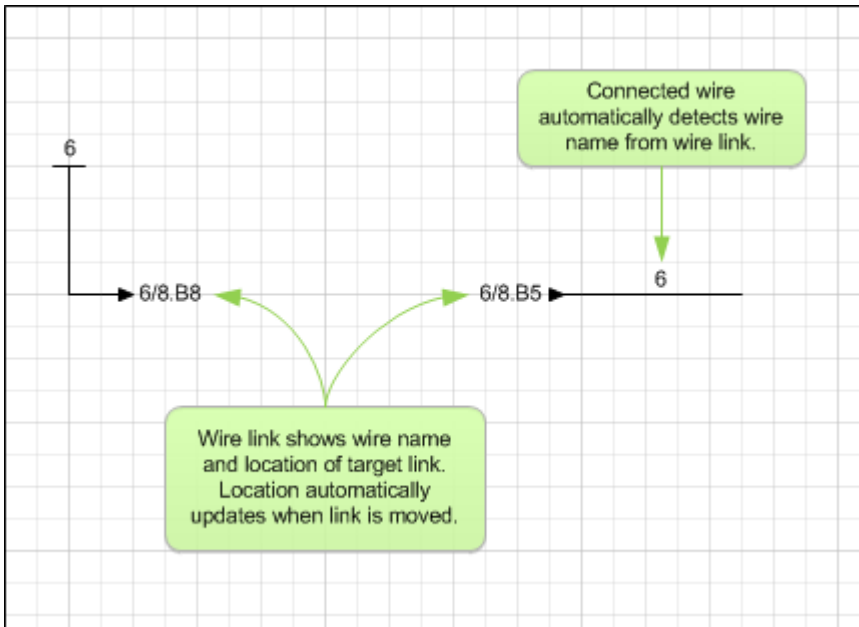 Connected wire
automatically detects wire
name from wire link.
6
6/8.B8
6/8.B5
6
Wire link shows wire name
and location of target link.
Location automatically
updates when link is moved.